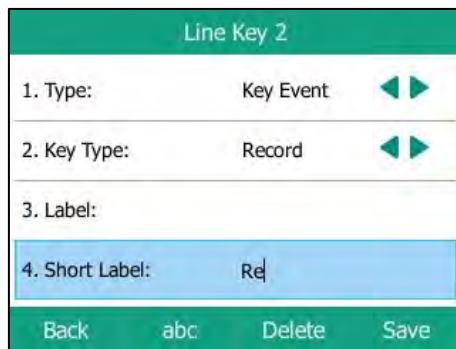 Line Key 2
1. Type: Key Event
2. Key Type: Record
3. Label:
4. Short Label: Re
Back abc Delete Save